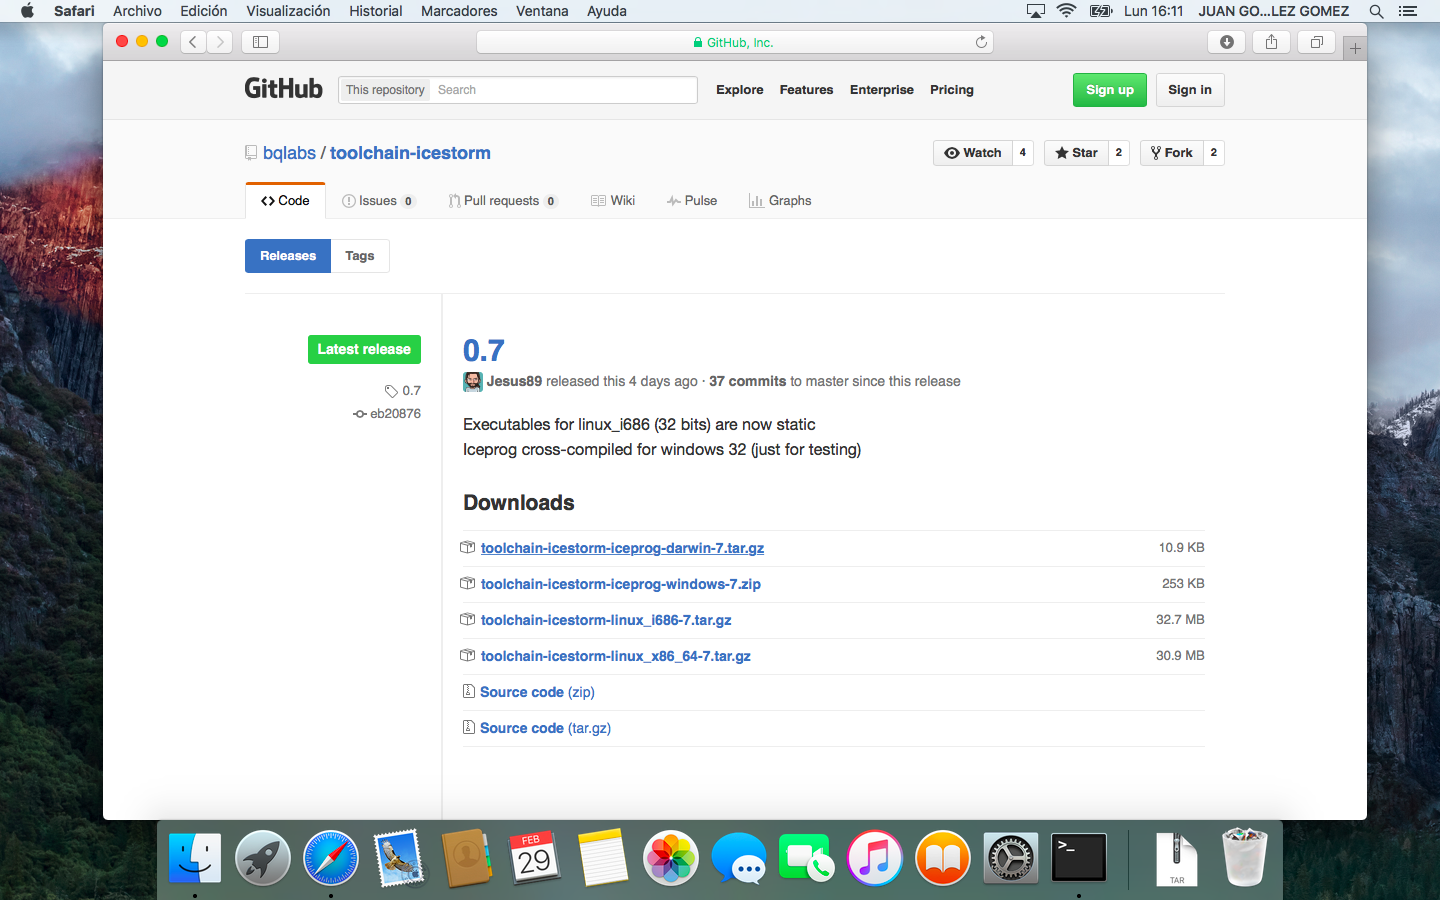 Safari Archivo Edición Visualización Historial Marcadores Ventana Ayuda Lun 16:11 JUAN GO...LEZ GOMEZ
GitHub, Inc.
GitHub This repository Search Explore Features Enterprise Pricing Sign up Sign in
bqlabs / toolchain-icestorm Watch 4 Star 2 Fork 2
Code Issues 0 Pull requests 0 Wiki Pulse Graphs
Releases Tags
Latest release
0.7
eb20876
0.7
Jesus89 released this 4 days ago · 37 commits to master since this release
Executables for linux_i686 (32 bits) are now static
Iceprog cross-compiled for windows 32 (just for testing)
Downloads
toolchain-icestorm-iceprog-darwin-7.tar.gz 10.9 KB
toolchain-icestorm-iceprog-windows-7.zip 253 KB
toolchain-icestorm-linux_i686-7.tar.gz 32.7 MB
toolchain-icestorm-linux_x86_64-7.tar.gz 30.9 MB
Source code (zip)
Source code (tar.gz)
FEB
29
>_
TAR